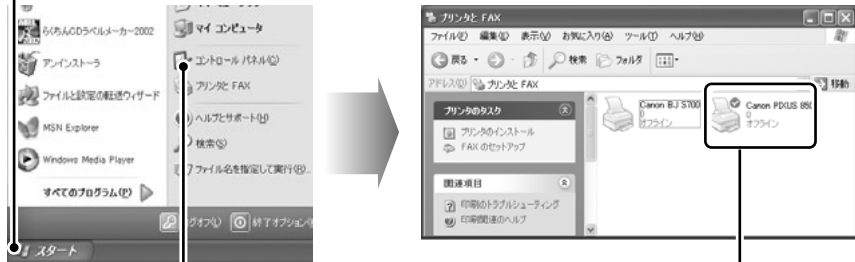 らくちんCDラベルメーカー2002
アンインストーラ
ファイルと設定の転送ウィザード
MSN Explorer
Windows Media Player
すべてのプログラム(P)
マイ コンピュータ
コントロール パネル(C)
プリンタと FAX
ヘルプとサポート(H)
検索(S)
ファイル名を指定して実行(R)...
ログオフ(L)
終了オプション(U)
スタート
プリンタと FAX
ファイル(F) 編集(E) 表示(V) お気に入り(A) ツール(T) ヘルプ(H)
戻る 検索 フォルダ
アドレス(D) プリンタと FAX 移動
プリンタのタスク
プリンタのインストール
FAX のセットアップ
関連項目
印刷のトラブルシューティング
印刷関連のヘルプ
Canon BJ S700
0
オフライン
Canon PIXUS 850
0
オフライン